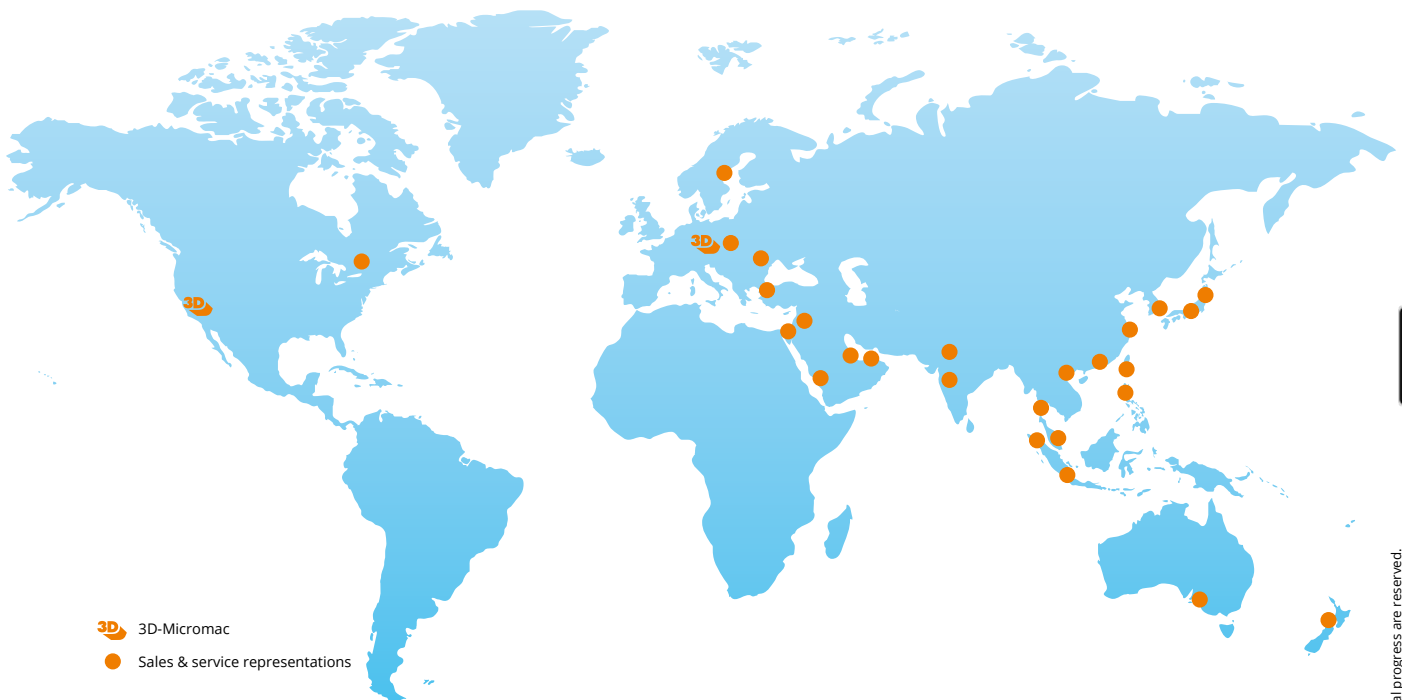 3D
3D
3D 3D-Micromac
Sales & service representations
al progress are reserved.